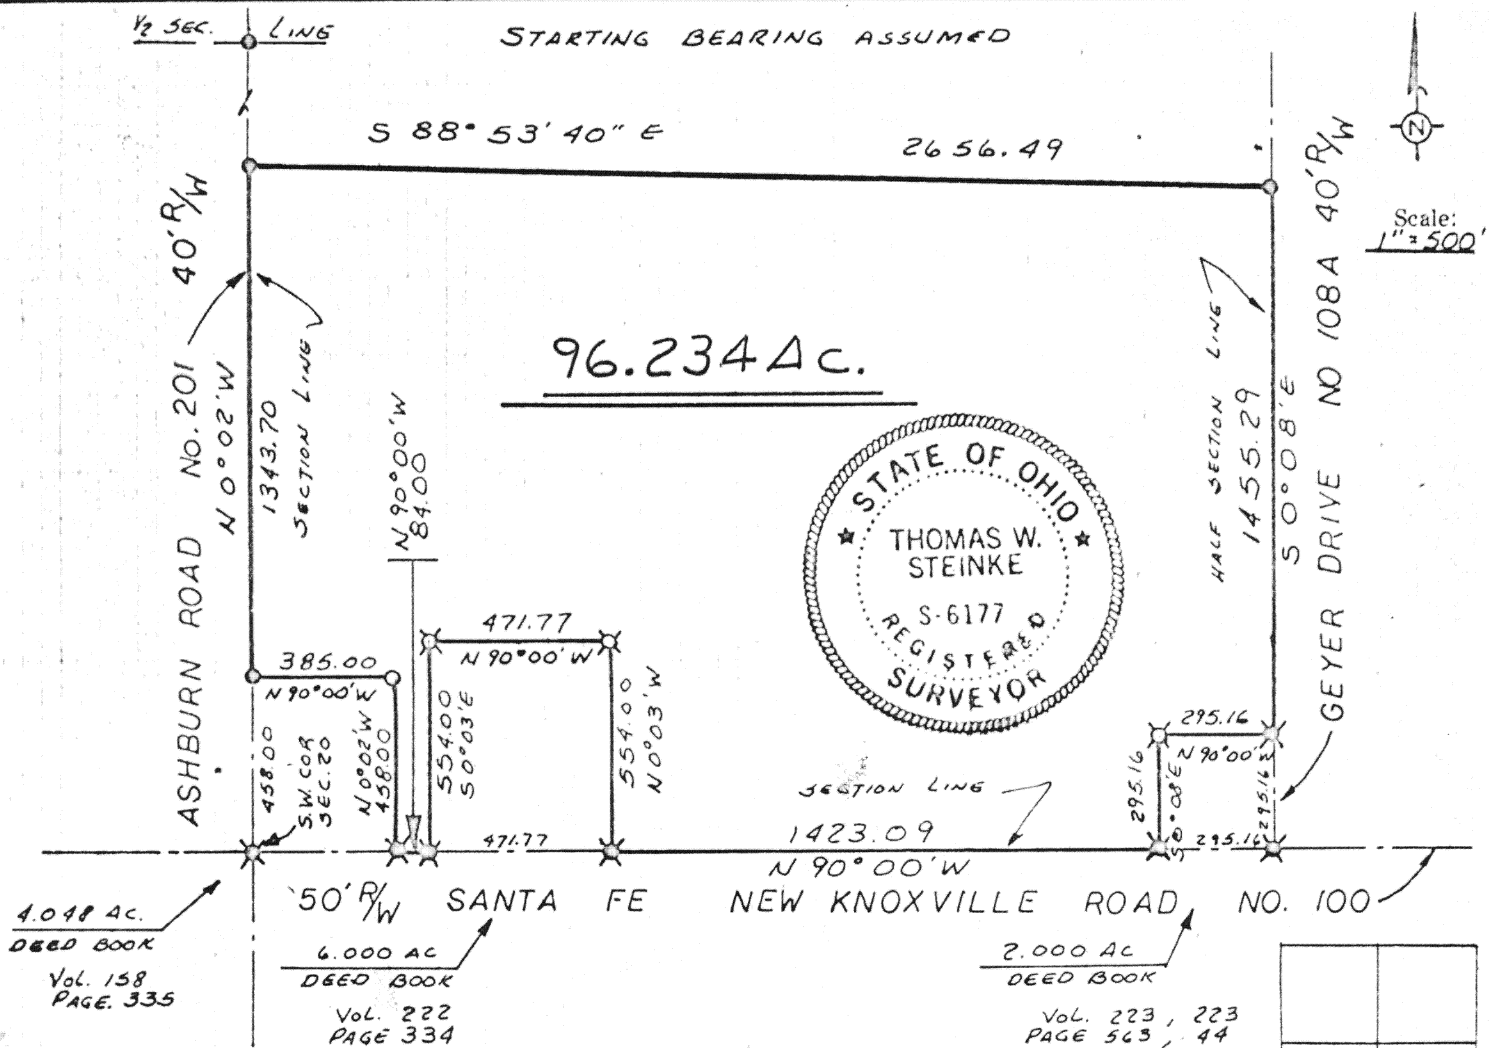 1/2 SEC. LINE
STARTING BEARING ASSUMED
S 88° 53' 40" E
2656.49
N
Scale:
1" = 500'
ASHBURN ROAD No. 201 40' R/W
N 0° 02' W
1343.70
SECTION LINE
96.234 Ac.
N 90° 00' W
84.00
STATE OF OHIO
THOMAS W.
STEINKE
S-6177
REGISTERED
SURVEYOR
HALF SECTION LINE
1455.29
S 0° 08' E
GEYER DRIVE NO 108A 40' R/W
385.00
N 90° 00' W
458.00
S.W. COR
SEC. 20
N 0° 02' W
458.00
471.77
N 90° 00' W
554.00
S 0° 03' E
554.00
N 0° 03' W
471.77
SECTION LINE
1423.09
N 90° 00' W
295.16
N 90° 00'
295.16
S 0° 08' E
295.16
295.16
50' R/W SANTA FE NEW KNOXVILLE ROAD NO. 100
4.048 AC.
DEED BOOK
Vol. 158
PAGE. 335
6.000 AC
DEED BOOK
Vol. 222
PAGE 334
2.000 AC
DEED BOOK
Vol. 223, 223
PAGE 563, 44